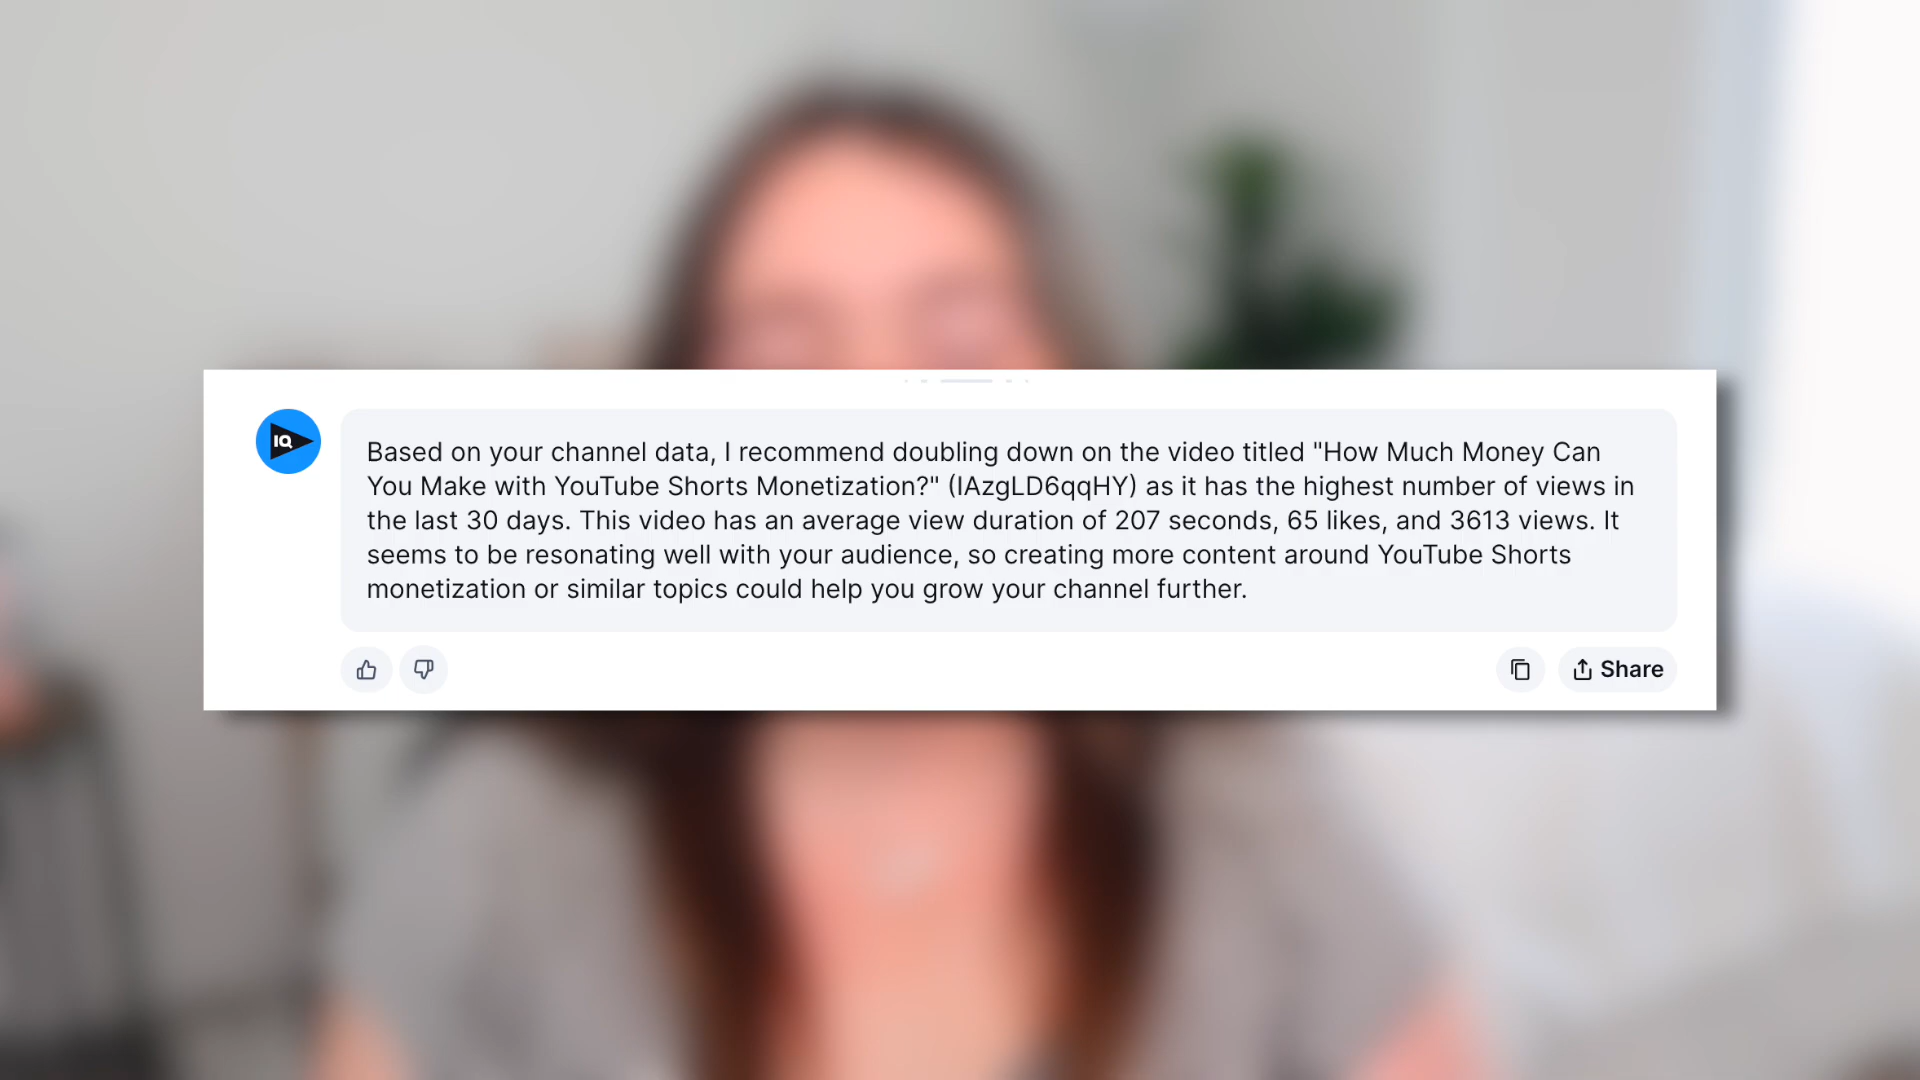 IQ
Based on your channel data, I recommend doubling down on the video titled "How Much Money Can
You Make with YouTube Shorts Monetization?" (IAzgLD6qqHY) as it has the highest number of views in
the last 30 days. This video has an average view duration of 207 seconds, 65 likes, and 3613 views. It
seems to be resonating well with your audience, so creating more content around YouTube Shorts
monetization or similar topics could help you grow your channel further.
Share